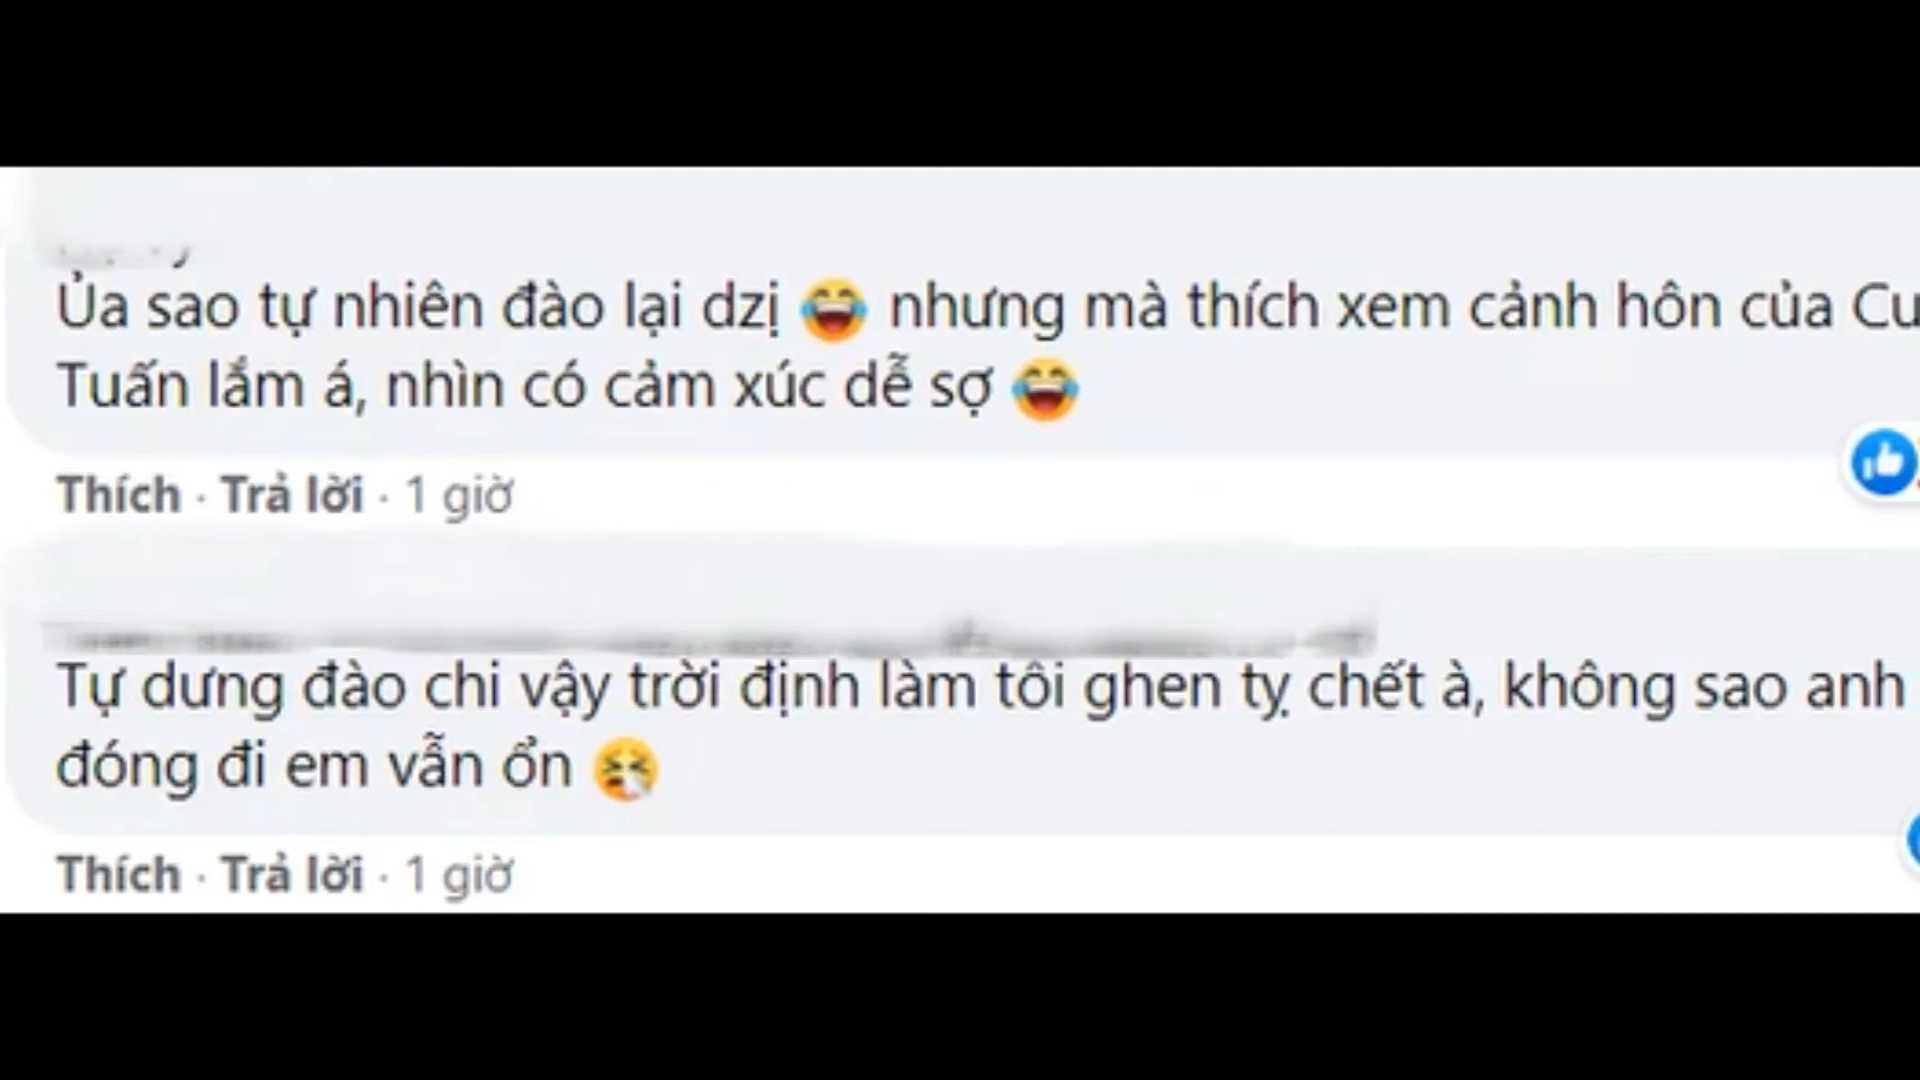 Ủa sao tự nhiên đào lại dzị 😂 nhưng mà thích xem cảnh hôn của Cu
Tuấn lắm á, nhìn có cảm xúc dễ sợ 😂
Thích · Trả lời · 1 giờ
Tự dưng đào chi vậy trời định làm tôi ghen tỵ chết à, không sao anh
đóng đi em vẫn ổn 🤧
Thích · Trả lời · 1 giờ